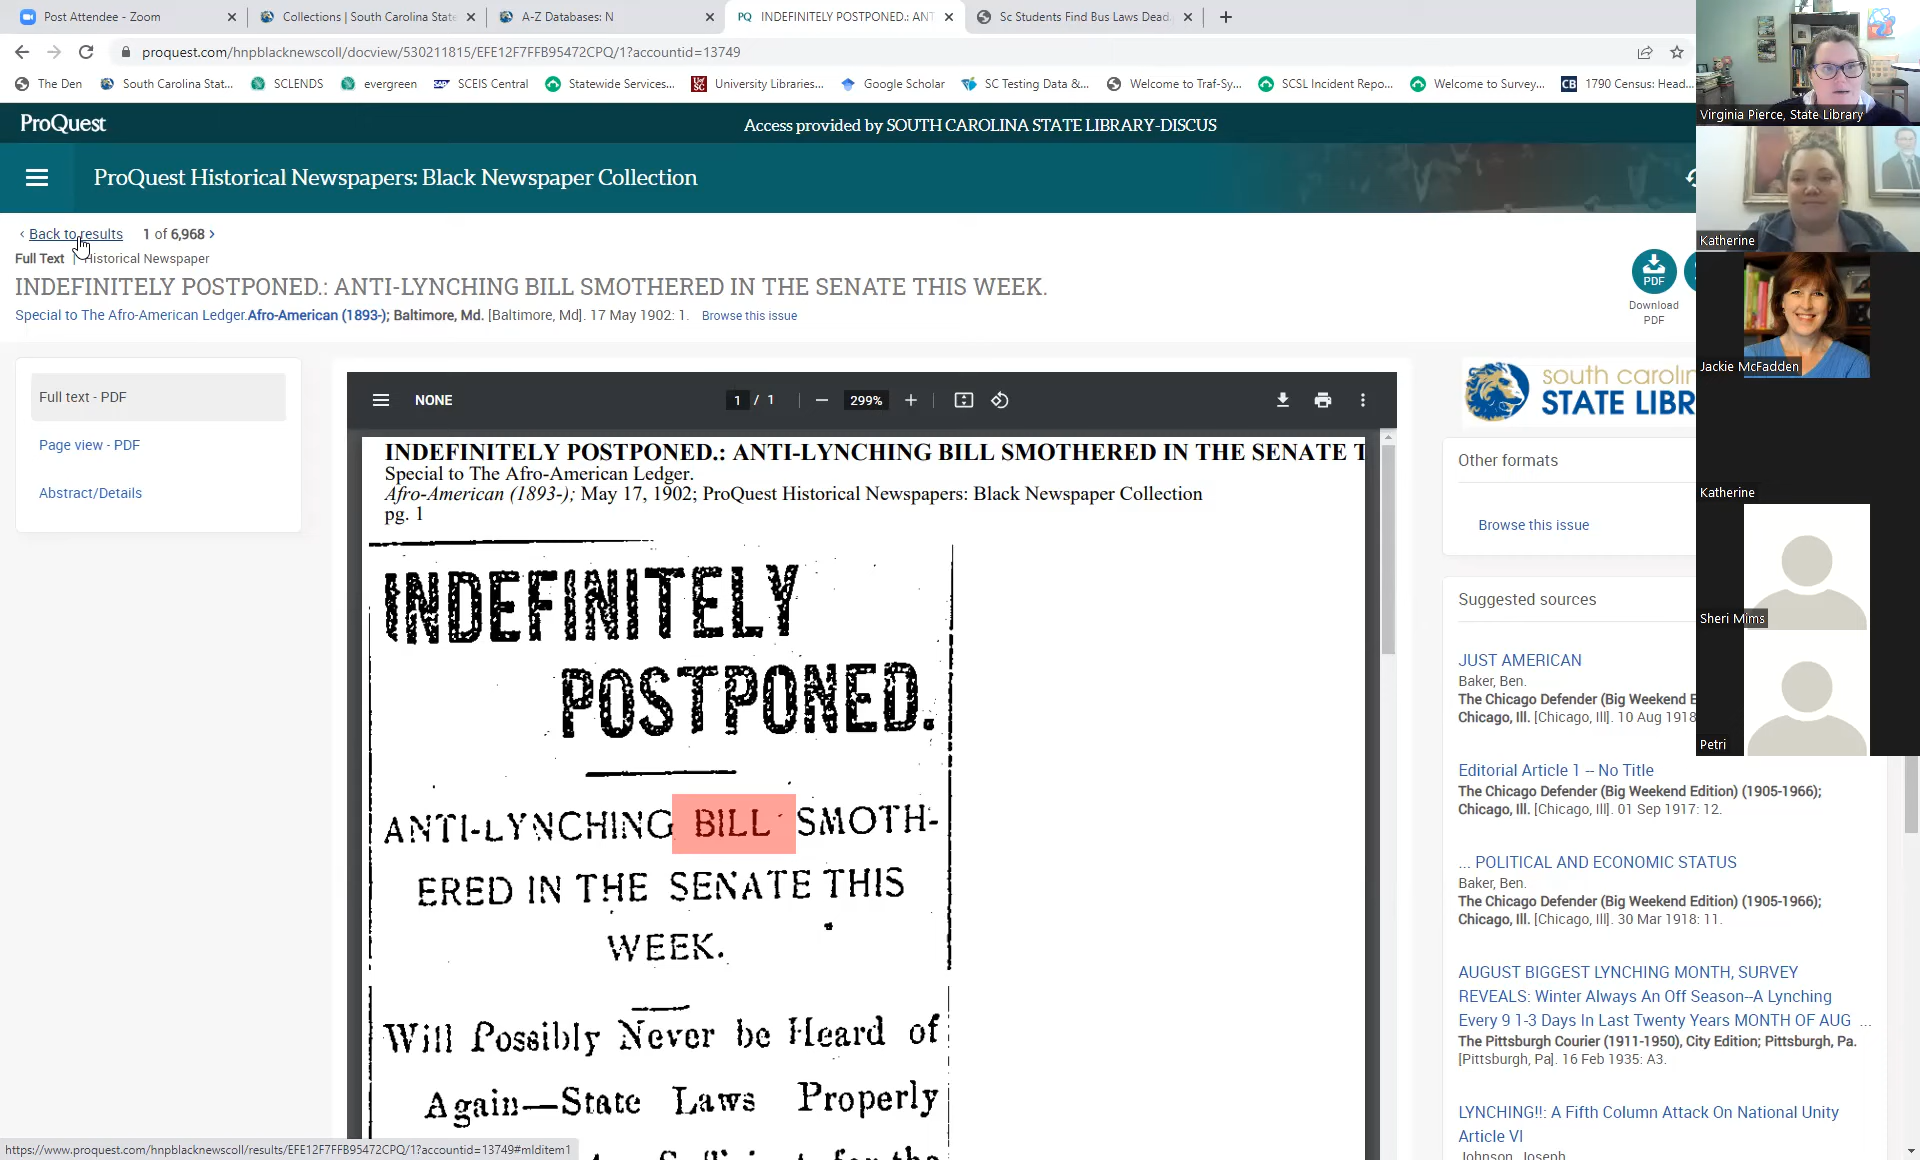 Post Attendee - Zoom
Collections | South Carolina State
A-Z Databases: N
PQ INDEFINITELY POSTPONED.: ANT
Sc Students Find Bus Laws Dead.
proquest.com/hnpblacknewscoll/docview/530211815/EFE12F7FFB95472CPQ/1?accountid=13749
The Den
South Carolina Stat...
SCLENDS
evergreen
SCEIS Central
Statewide Services...
University Libraries...
Google Scholar
SC Testing Data &...
Welcome to Traf-Sy...
SCSL Incident Repo...
Welcome to Survey...
CB 1790 Census: Head...
ProQuest
Access provided by SOUTH CAROLINA STATE LIBRARY-DISCUS
ProQuest Historical Newspapers: Black Newspaper Collection
‹ Back to results 1 of 6,968 ›
Full Text | Historical Newspaper
INDEFINITELY POSTPONED.: ANTI-LYNCHING BILL SMOTHERED IN THE SENATE THIS WEEK.
Special to The Afro-American Ledger.Afro-American (1893-); Baltimore, Md. [Baltimore, Md]. 17 May 1902: 1. Browse this issue
PDF
Download
PDF
Full text - PDF
Page view - PDF
Abstract/Details
NONE
1 / 1
299%
INDEFINITELY POSTPONED.: ANTI-LYNCHING BILL SMOTHERED IN THE SENATE T
Special to The Afro-American Ledger.
Afro-American (1893-); May 17, 1902; ProQuest Historical Newspapers: Black Newspaper Collection
pg. 1
INDEFINITELY
POSTPONED.
ANTI-LYNCHING BILL SMOTH-
ERED IN THE SENATE THIS
WEEK.
Will Possibly Never be Heard of
Again—State Laws Properly
south carolin
STATE LIBR
Other formats
Browse this issue
Suggested sources
JUST AMERICAN
Baker, Ben.
The Chicago Defender (Big Weekend E
Chicago, Ill. [Chicago, Ill]. 10 Aug 1918
Editorial Article 1 -- No Title
The Chicago Defender (Big Weekend Edition) (1905-1966);
Chicago, Ill. [Chicago, Ill]. 01 Sep 1917: 12.
... POLITICAL AND ECONOMIC STATUS
Baker, Ben.
The Chicago Defender (Big Weekend Edition) (1905-1966);
Chicago, Ill. [Chicago, Ill]. 30 Mar 1918: 11.
AUGUST BIGGEST LYNCHING MONTH, SURVEY
REVEALS: Winter Always An Off Season--A Lynching
Every 9 1-3 Days In Last Twenty Years MONTH OF AUG ...
The Pittsburgh Courier (1911-1950), City Edition; Pittsburgh, Pa.
[Pittsburgh, Pa]. 16 Feb 1935: A3.
LYNCHING!!: A Fifth Column Attack On National Unity
Article VI
Johnson, Joseph
Virginia Pierce, State Library
Katherine
Jackie McFadden
Katherine
Sheri Mims
Petri
https://www.proquest.com/hnpblacknewscoll/results/EFE12F7FFB95472CPQ/1?accountid=13749#mlditem1